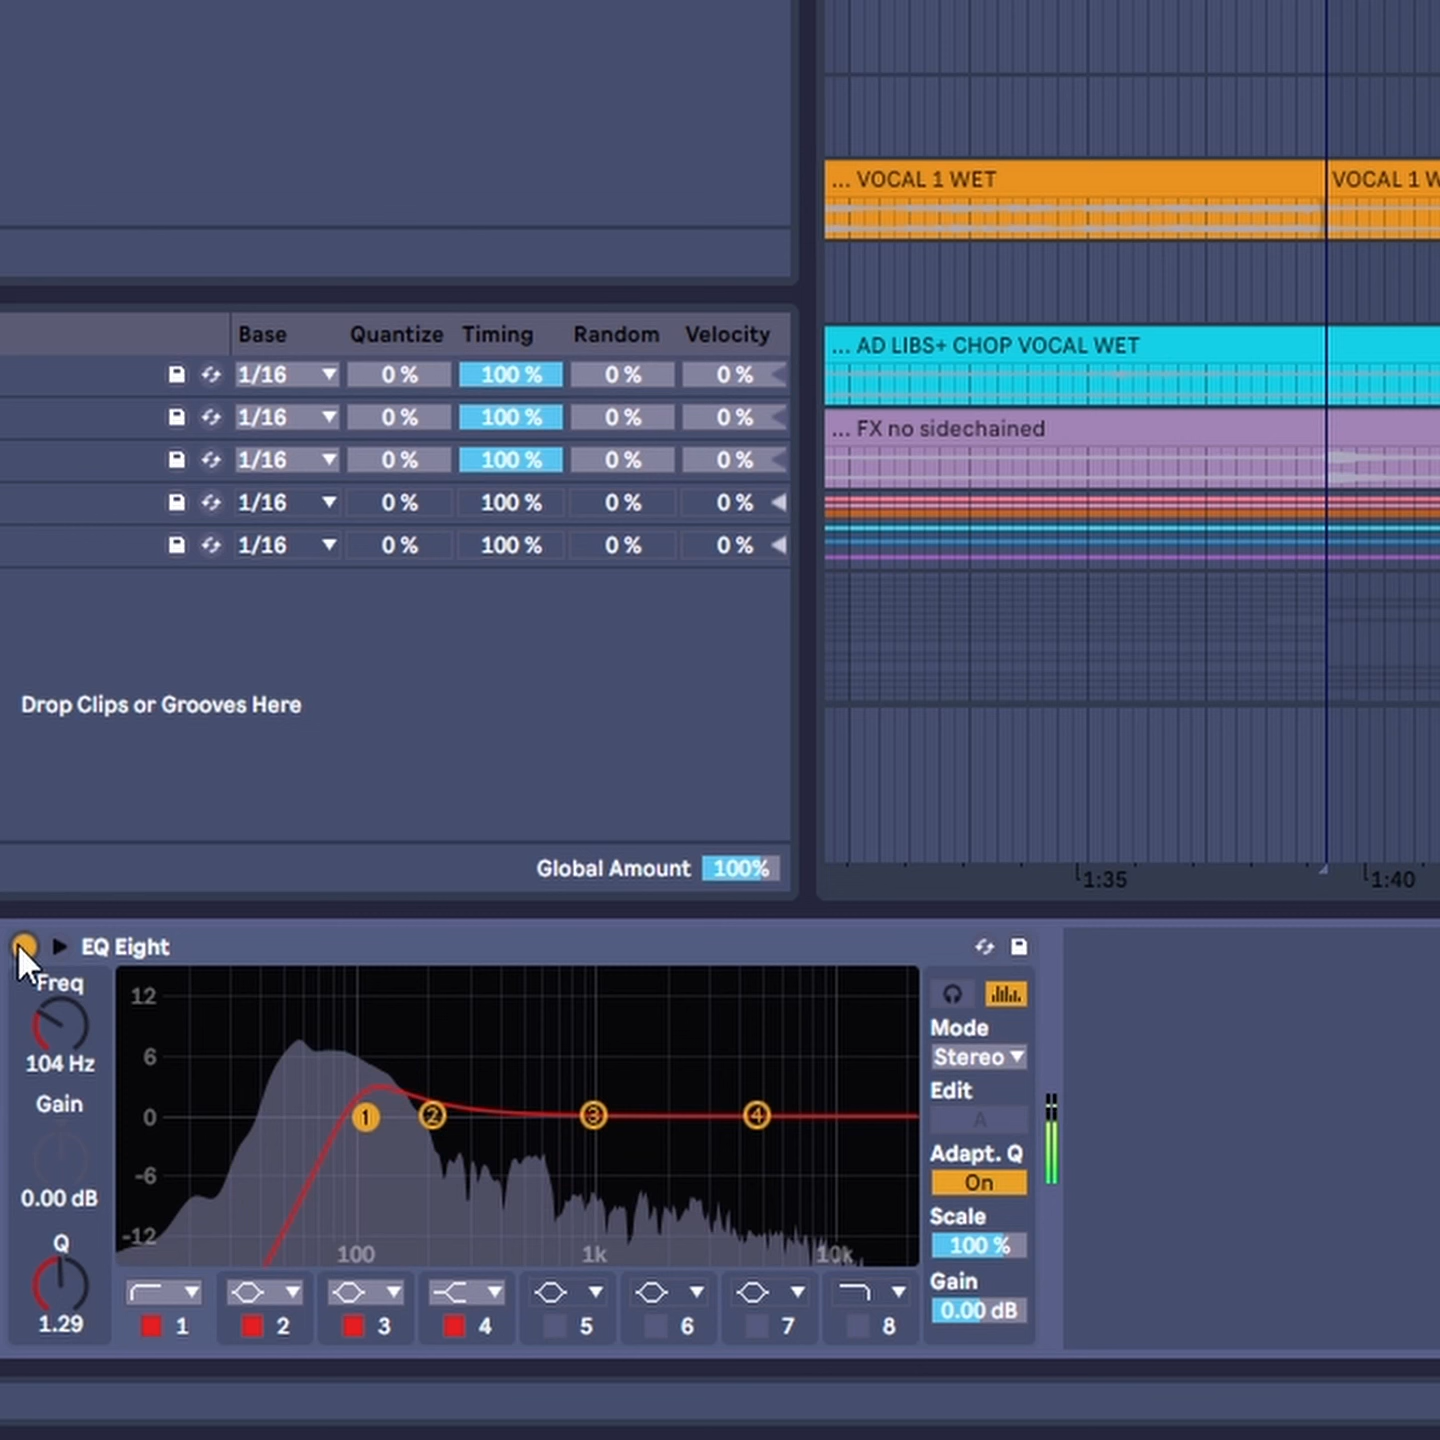 ... VOCAL 1 WET
VOCAL 1 W
Base Quantize Timing Random Velocity
1/16 0 % 100 % 0 % 0 %
1/16 0 % 100 % 0 % 0 %
1/16 0 % 100 % 0 % 0 %
1/16 0 % 100 % 0 % 0 %
1/16 0 % 100 % 0 % 0 %
... AD LIBS+ CHOP VOCAL WET
... FX no sidechained
Drop Clips or Grooves Here
Global Amount 100%
1:35 1:40
EQ Eight
Freq
104 Hz
Gain
0.00 dB
Q
1.29
12
6
0
-6
-12
100 1k 10k
1 2 3 4
1 2 3 4 5 6 7 8
Mode
Stereo
Edit
A
Adapt. Q
On
Scale
100 %
Gain
0.00 dB